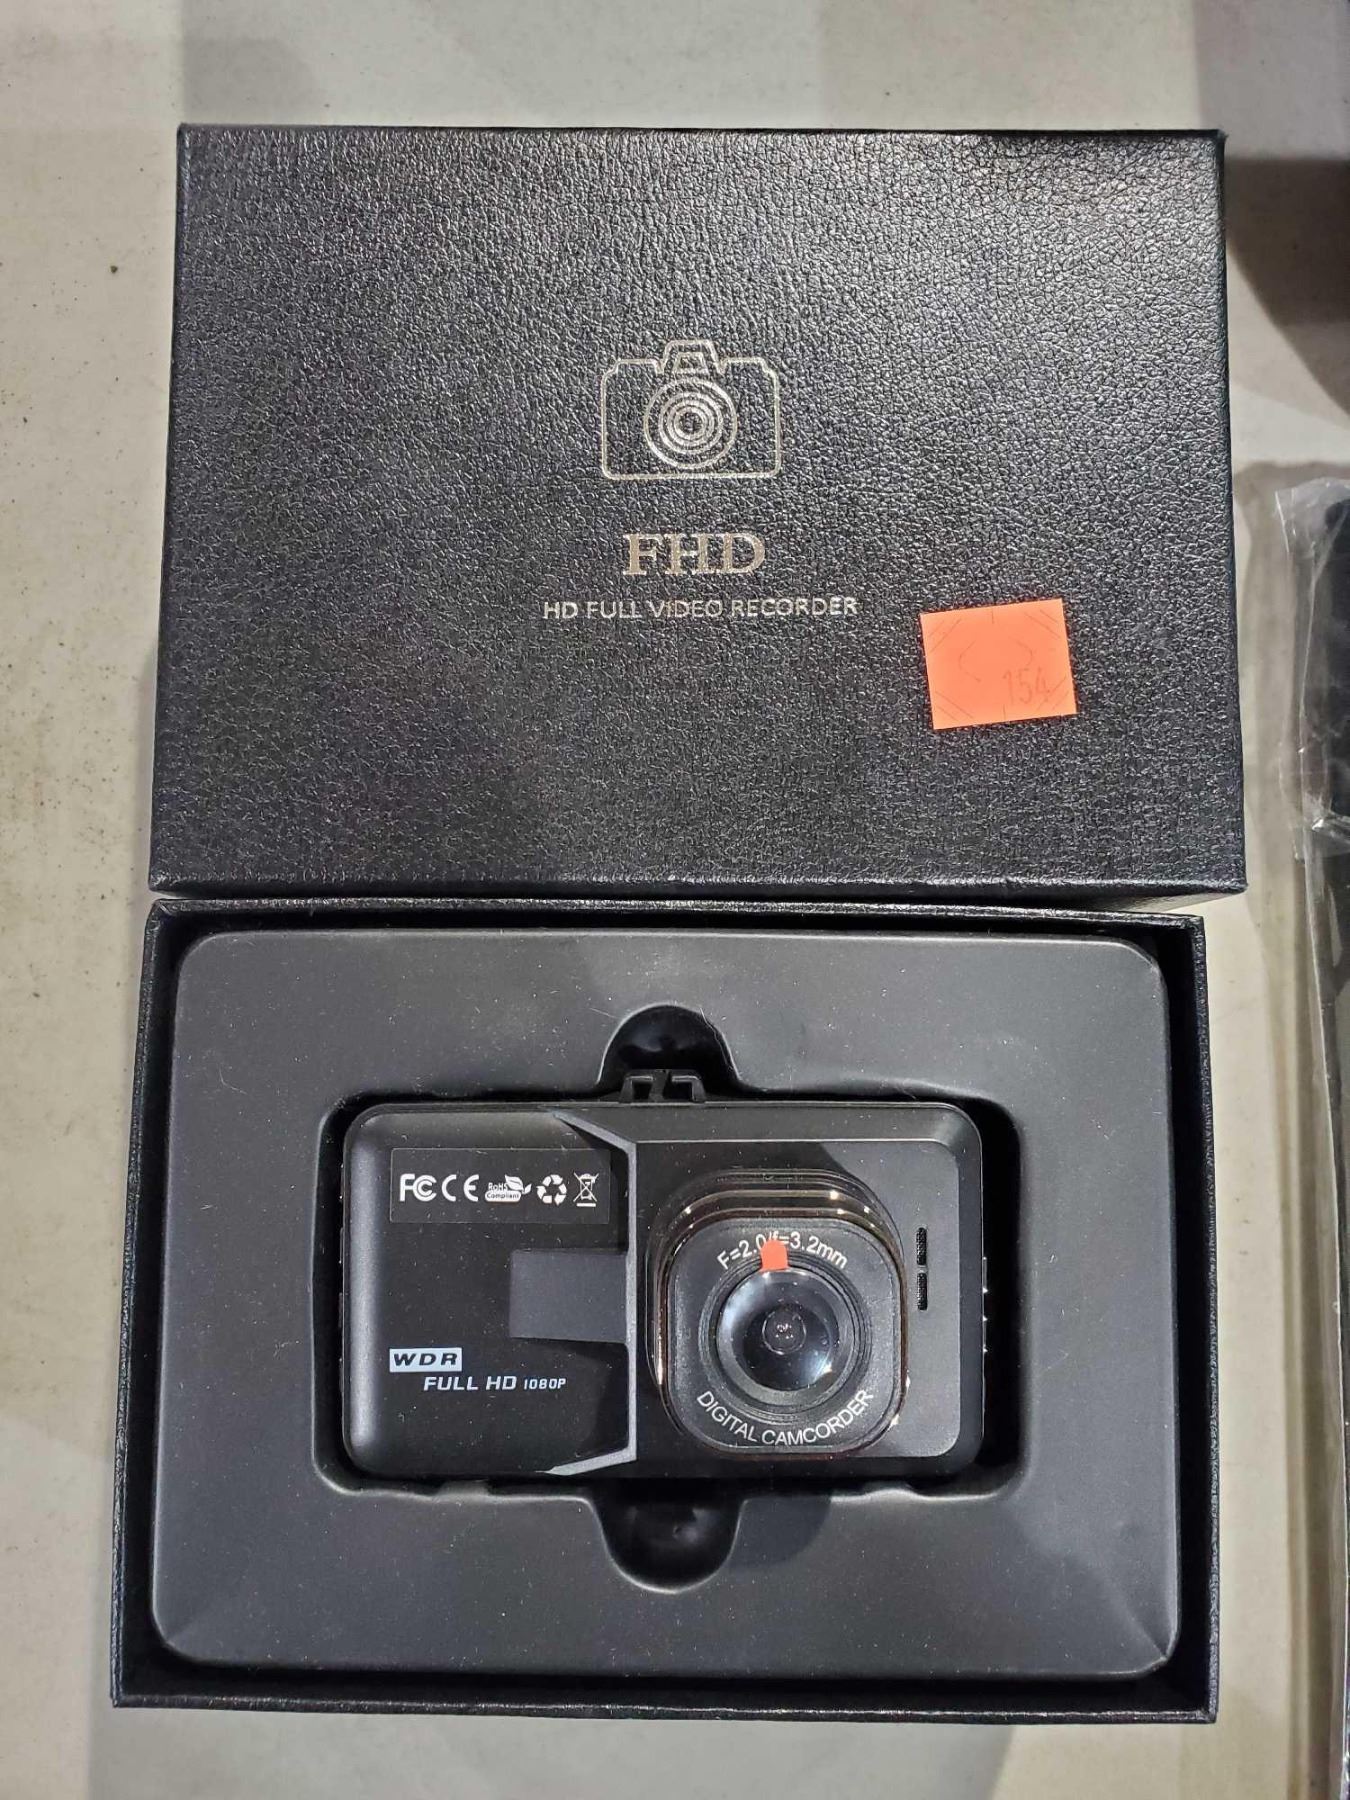 FHD
HD FULL VIDEO RECORDER
154
FC CE RoHS Compliant
F=2.0/f=3.2mm
WDR
FULL HD 1080P
DIGITAL CAMCORDER